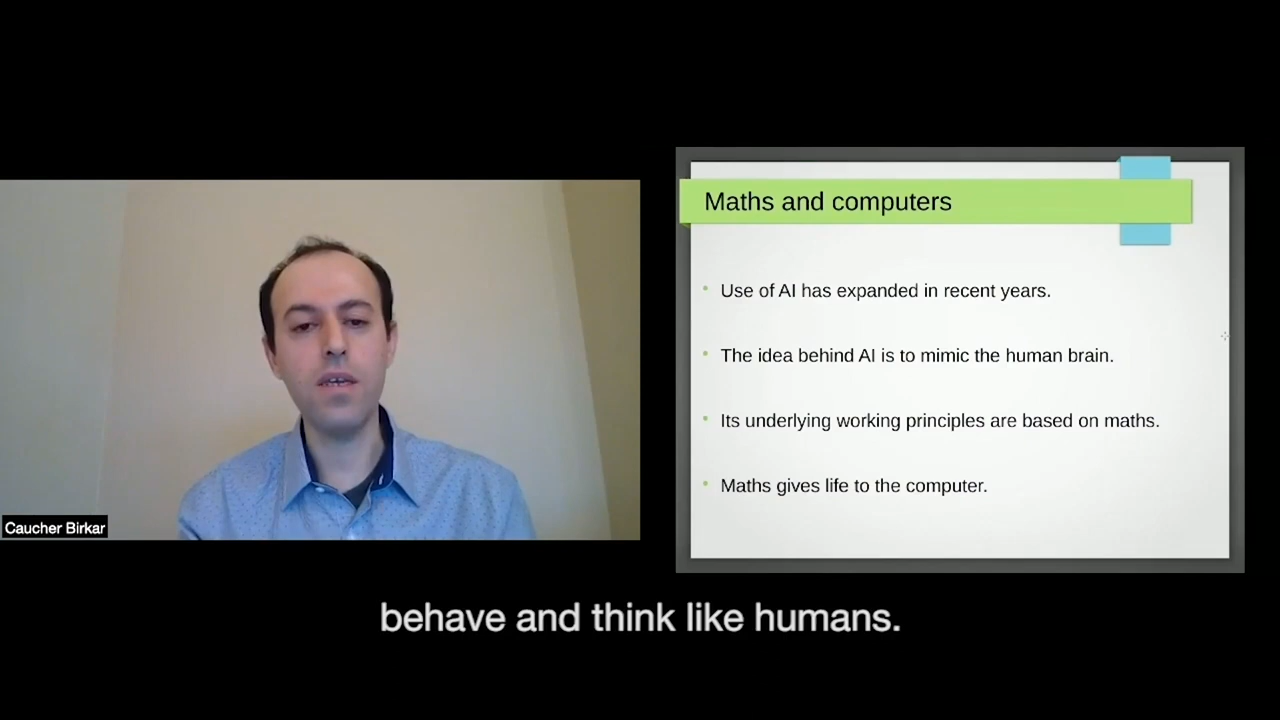 Maths and computers
Use of AI has expanded in recent years.
The idea behind AI is to mimic the human brain.
Its underlying working principles are based on maths.
Maths gives life to the computer.
Caucher Birkar
behave and think like humans.